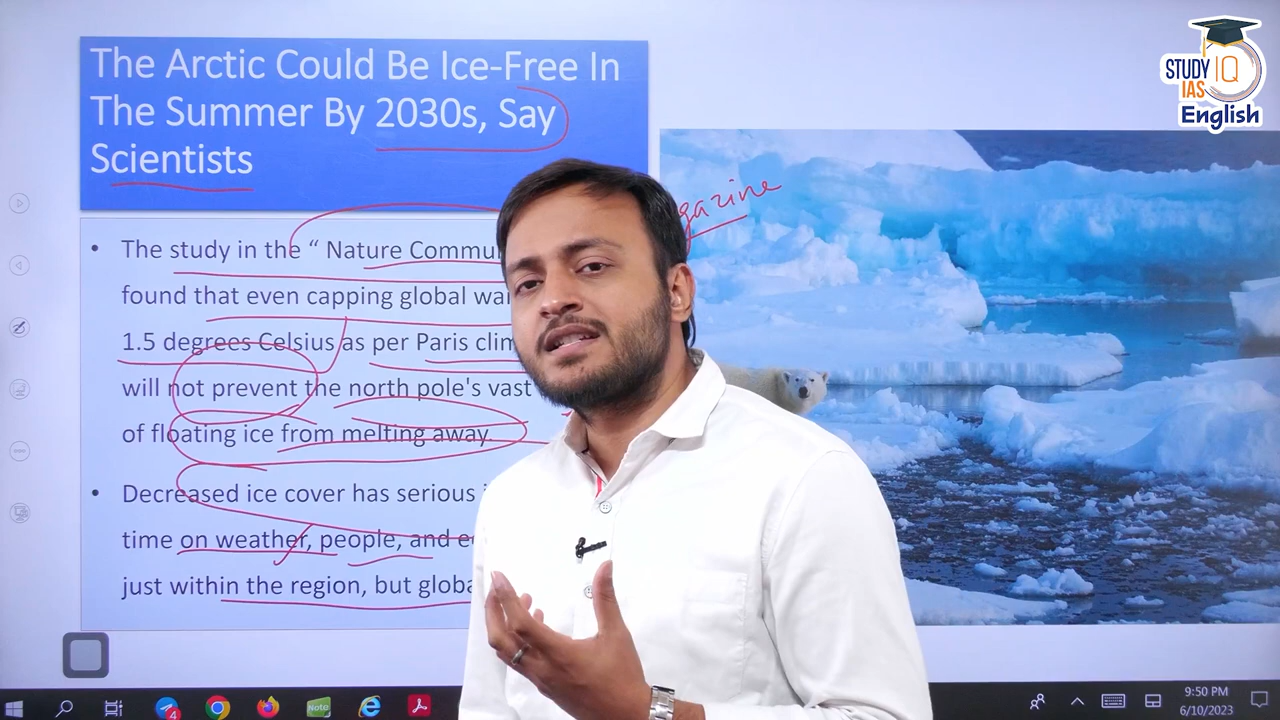 The Arctic Could Be Ice-Free In
The Summer By 2030s, Say
Scientists
STUDY IQ
IAS
English
gazine
• The study in the “ Nature Commu
found that even capping global wa
1.5 degrees Celsius as per Paris clim
will not prevent the north pole's vast
of floating ice from melting away.
• Decreased ice cover has serious i
time on weather, people, and e
just within the region, but globa
4
Note
9:50 PM
6/10/2023